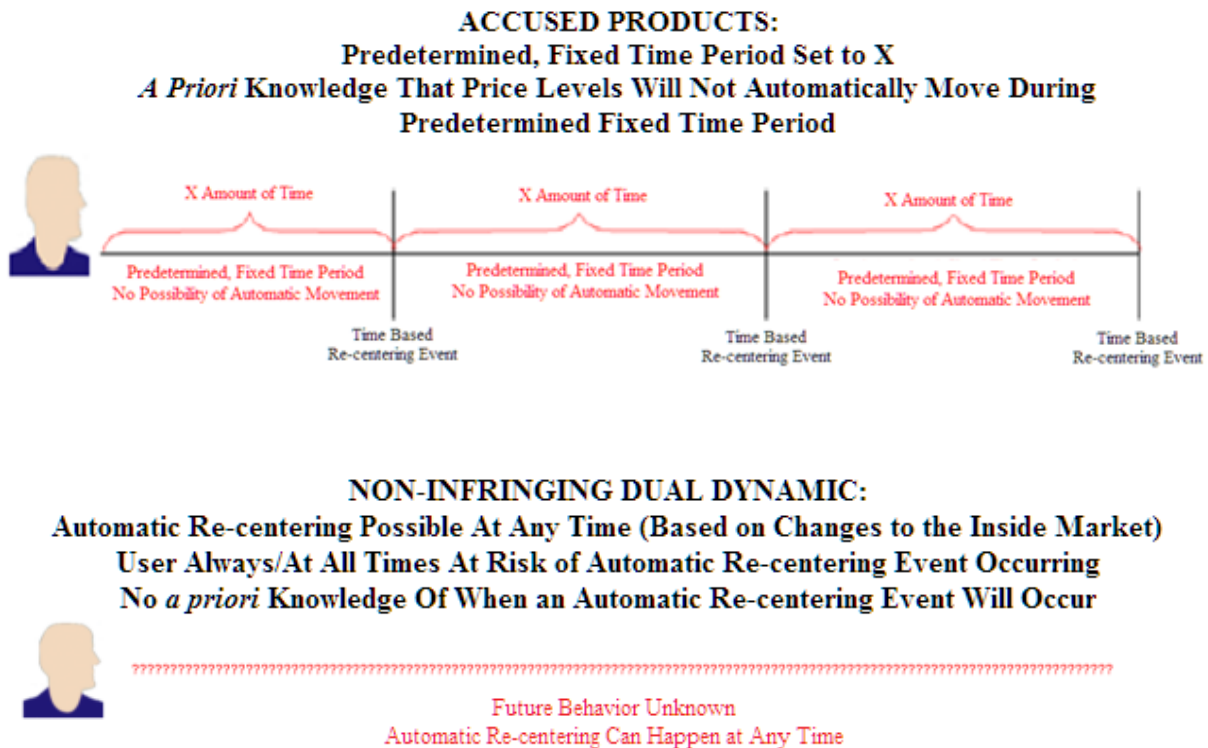 ACCUSED PRODUCTS:
Predetermined, Fixed Time Period Set to X
A Priori Knowledge That Price Levels Will Not Automatically Move During
Predetermined Fixed Time Period
X Amount of Time
X Amount of Time
X Amount of Time
Predetermined, Fixed Time Period
No Possibility of Automatic Movement
Predetermined, Fixed Time Period
No Possibility of Automatic Movement
Predetermined, Fixed Time Period
No Possibility of Automatic Movement
Time Based
Re-centering Event
Time Based
Re-centering Event
Time Based
Re-centering Event
NON-INFRINGING DUAL DYNAMIC:
Automatic Re-centering Possible At Any Time (Based on Changes to the Inside Market)
User Always/At All Times At Risk of Automatic Re-centering Event Occurring
No a priori Knowledge Of When an Automatic Re-centering Event Will Occur
????????????????????????????????????????????????????????????????????????????????????????????????????????????????????????????????????????
Future Behavior Unknown
Automatic Re-centering Can Happen at Any Time